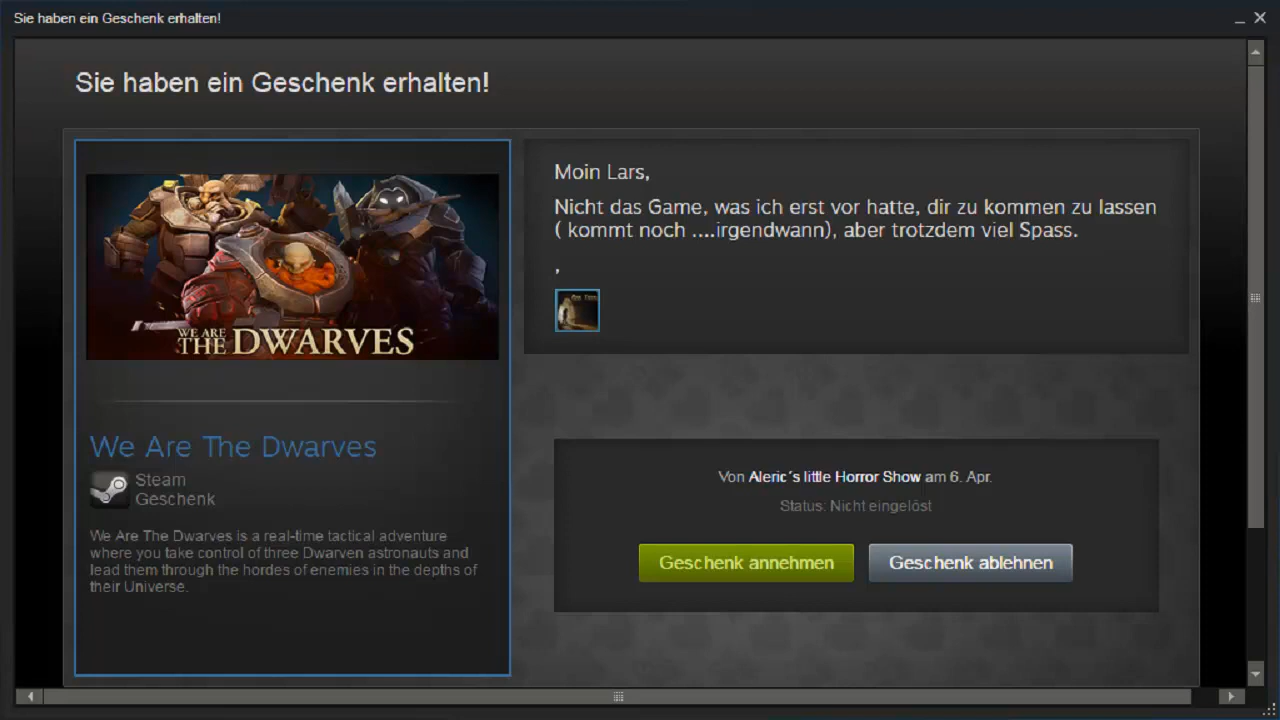 Sie haben ein Geschenk erhalten!
Sie haben ein Geschenk erhalten!
WE ARE
THE DWARVES
We Are The Dwarves
Steam
Geschenk
We Are The Dwarves is a real-time tactical adventure
where you take control of three Dwarven astronauts and
lead them through the hordes of enemies in the depths of
their Universe.
Moin Lars,
Nicht das Game, was ich erst vor hatte, dir zu kommen zu lassen
( kommt noch ....irgendwann), aber trotzdem viel Spass.
,
Von Aleric´s little Horror Show am 6. Apr.
Status: Nicht eingelöst
Geschenk annehmen
Geschenk ablehnen